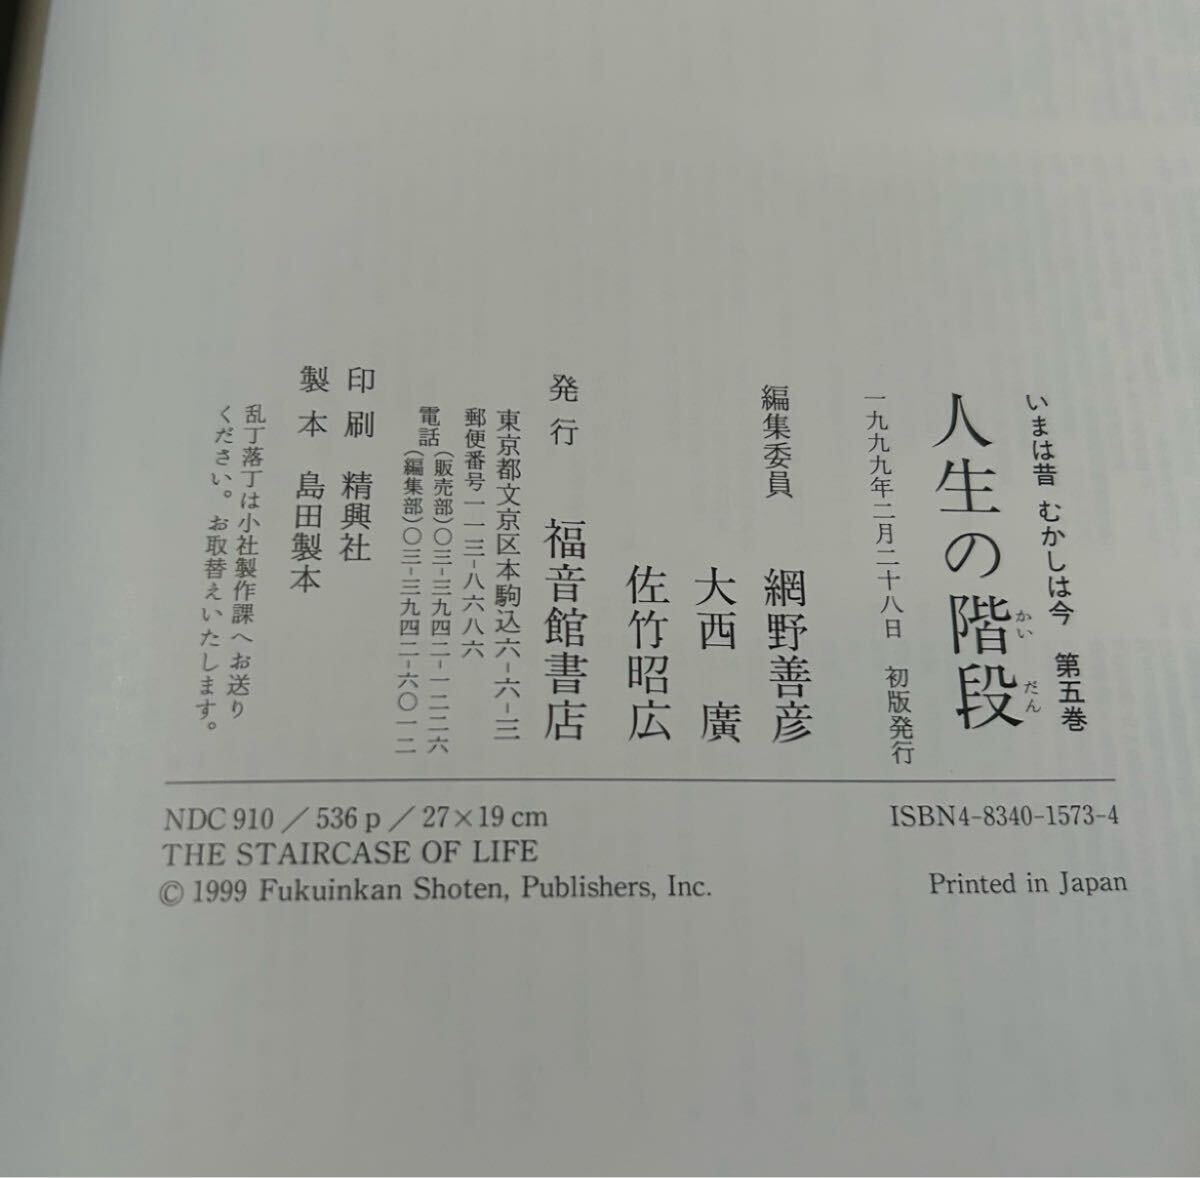 いまは昔 むかしは今 第五巻
人生の階段
かい だん
一九九九年二月二十八日 初版発行
編集委員 網野善彦
大西 廣
佐竹昭広
発行 福音館書店
東京都文京区本駒込六-六-三
郵便番号一一三-八六八六
電話(販売部)〇三-三九四二-一二二六
(編集部)〇三-三九四二-六〇一二
印刷 精興社
製本 島田製本
乱丁落丁は小社製作課へお送り
ください。お取替えいたします。
NDC 910／536 p／27×19 cm
THE STAIRCASE OF LIFE
© 1999 Fukuinkan Shoten, Publishers, Inc.
ISBN4-8340-1573-4
Printed in Japan